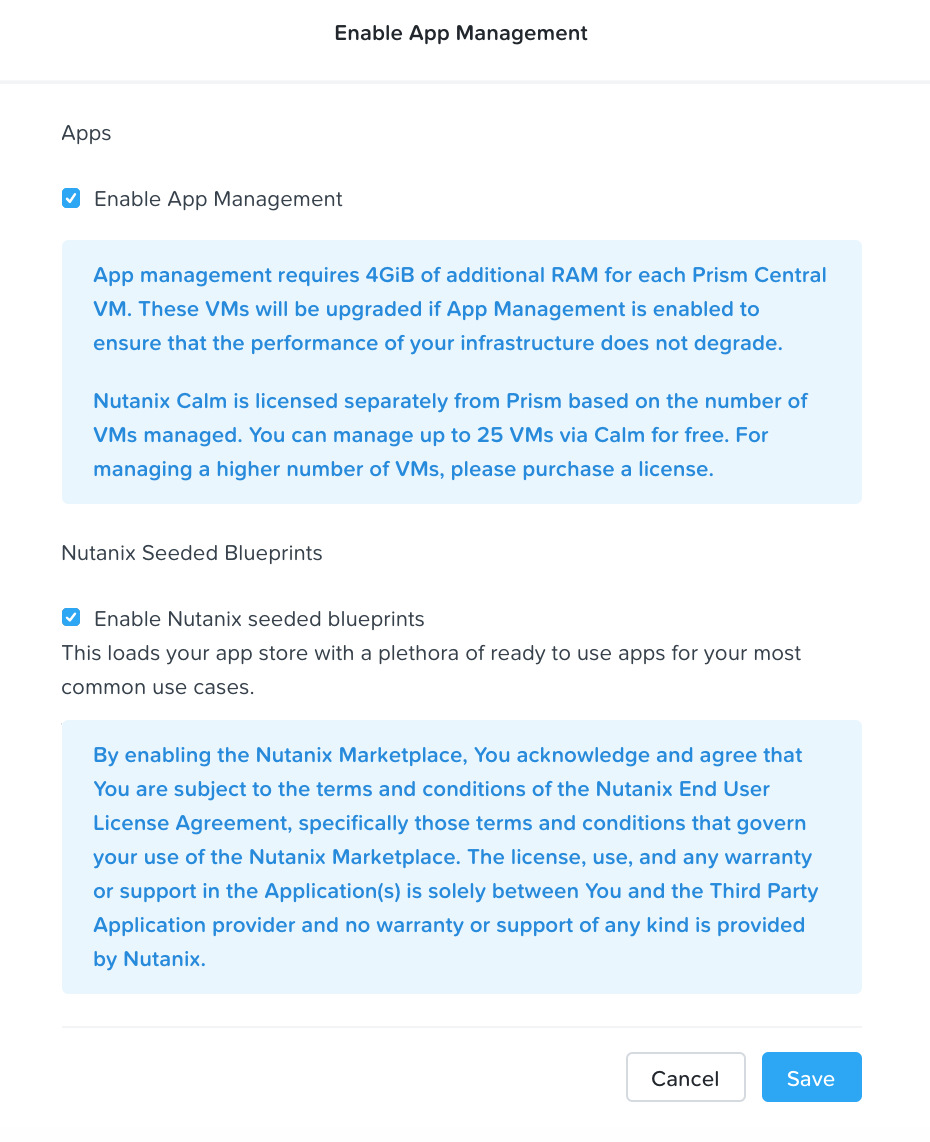 Enable App Management
Apps
Enable App Management
App management requires 4GiB of additional RAM for each Prism Central
VM. These VMs will be upgraded if App Management is enabled to
ensure that the performance of your infrastructure does not degrade.
Nutanix Calm is licensed separately from Prism based on the number of
VMs managed. You can manage up to 25 VMs via Calm for free. For
managing a higher number of VMs, please purchase a license.
Nutanix Seeded Blueprints
Enable Nutanix seeded blueprints
This loads your app store with a plethora of ready to use apps for your most
common use cases.
By enabling the Nutanix Marketplace, You acknowledge and agree that
You are subject to the terms and conditions of the Nutanix End User
License Agreement, specifically those terms and conditions that govern
your use of the Nutanix Marketplace. The license, use, and any warranty
or support in the Application(s) is solely between You and the Third Party
Application provider and no warranty or support of any kind is provided
by Nutanix.
Cancel Save